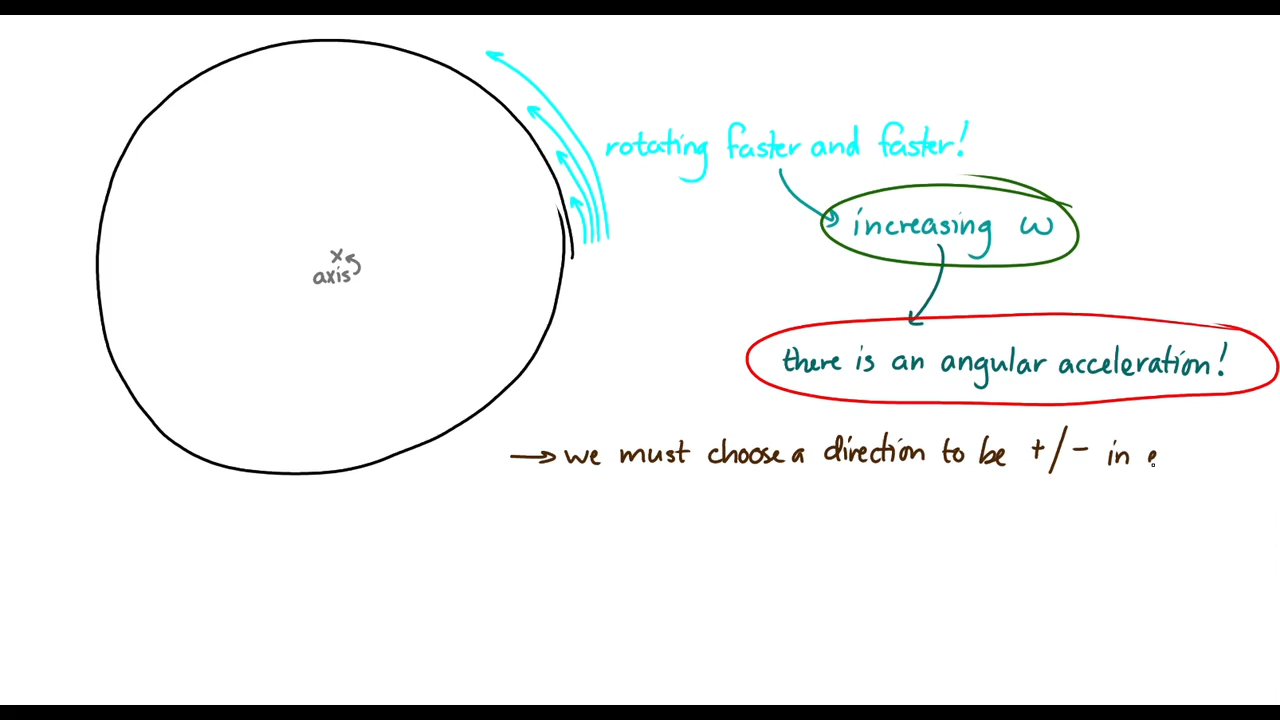 rotating faster and faster!
increasing ω
x
axis
there is an angular acceleration!
→ we must choose a direction to be +/- in